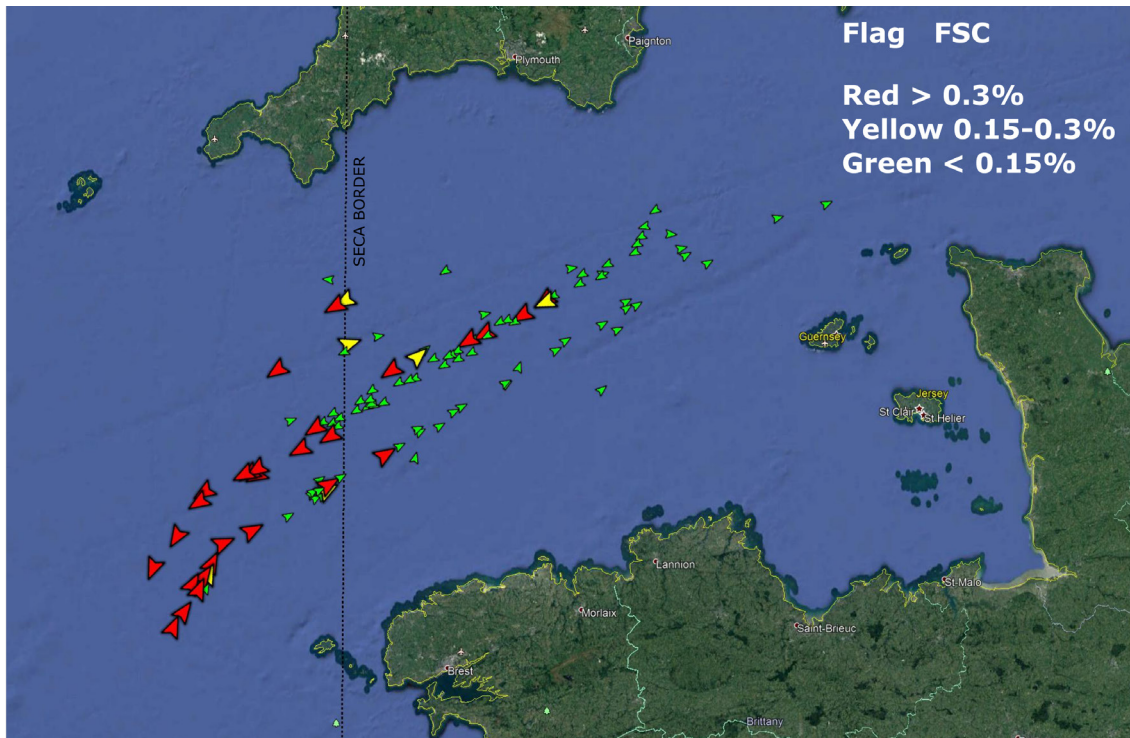 Flag FSC
Red > 0.3%
Yellow 0.15-0.3%
Green < 0.15%
Paignton
Plymouth
SECA BORDER
Guernsey
Jersey
St Clair
St Helier
Lannion
St-Malo
Morlaix
Saint-Brieuc
Brest
Brittany